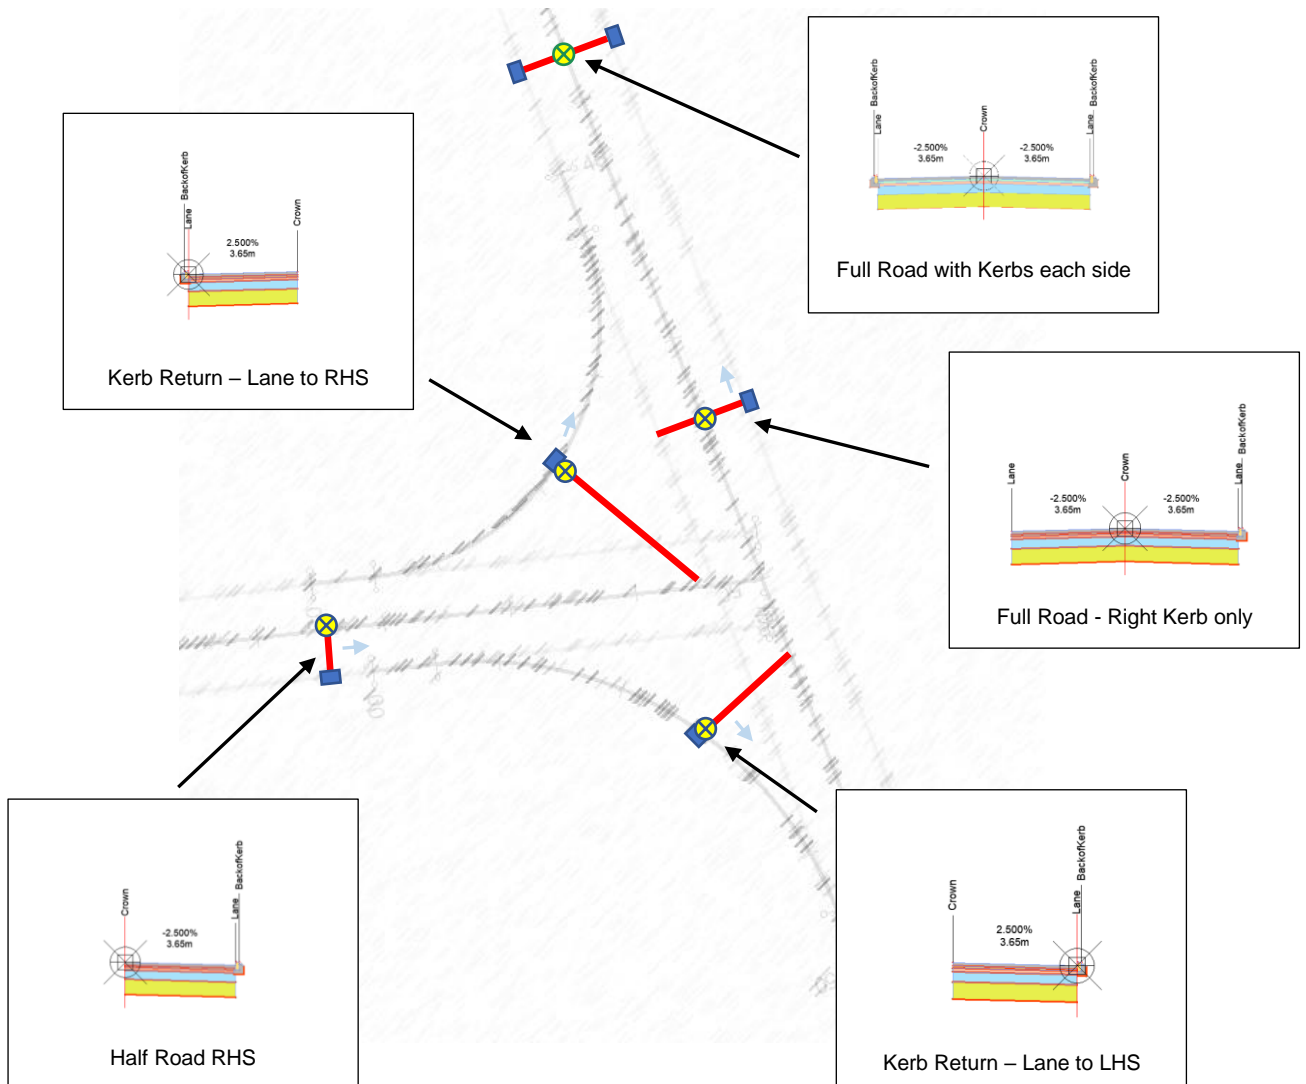 BackofKerb
Lane
Crown
BackofKerb
Lane
-2.500%
3.65m
-2.500%
3.65m
Full Road with Kerbs each side
BackofKerb
Lane
Crown
2.500%
3.65m
Kerb Return – Lane to RHS
Lane
Crown
BackofKerb
Lane
-2.500%
3.65m
-2.500%
3.65m
Full Road - Right Kerb only
Crown
BackofKerb
Lane
-2.500%
3.65m
Half Road RHS
Crown
BackofKerb
Lane
2.500%
3.65m
Kerb Return – Lane to LHS